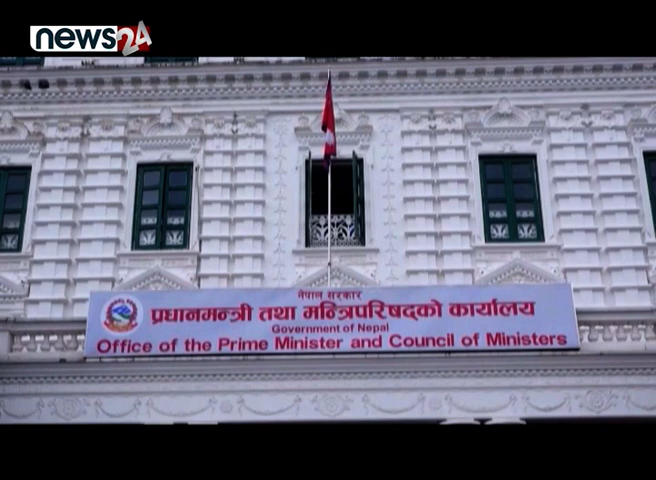 news24
नेपाल सरकार
प्रधानमन्त्री तथा मन्त्रिपरिषद्को कार्यालय
Government of Nepal
Office of the Prime Minister and Council of Ministers